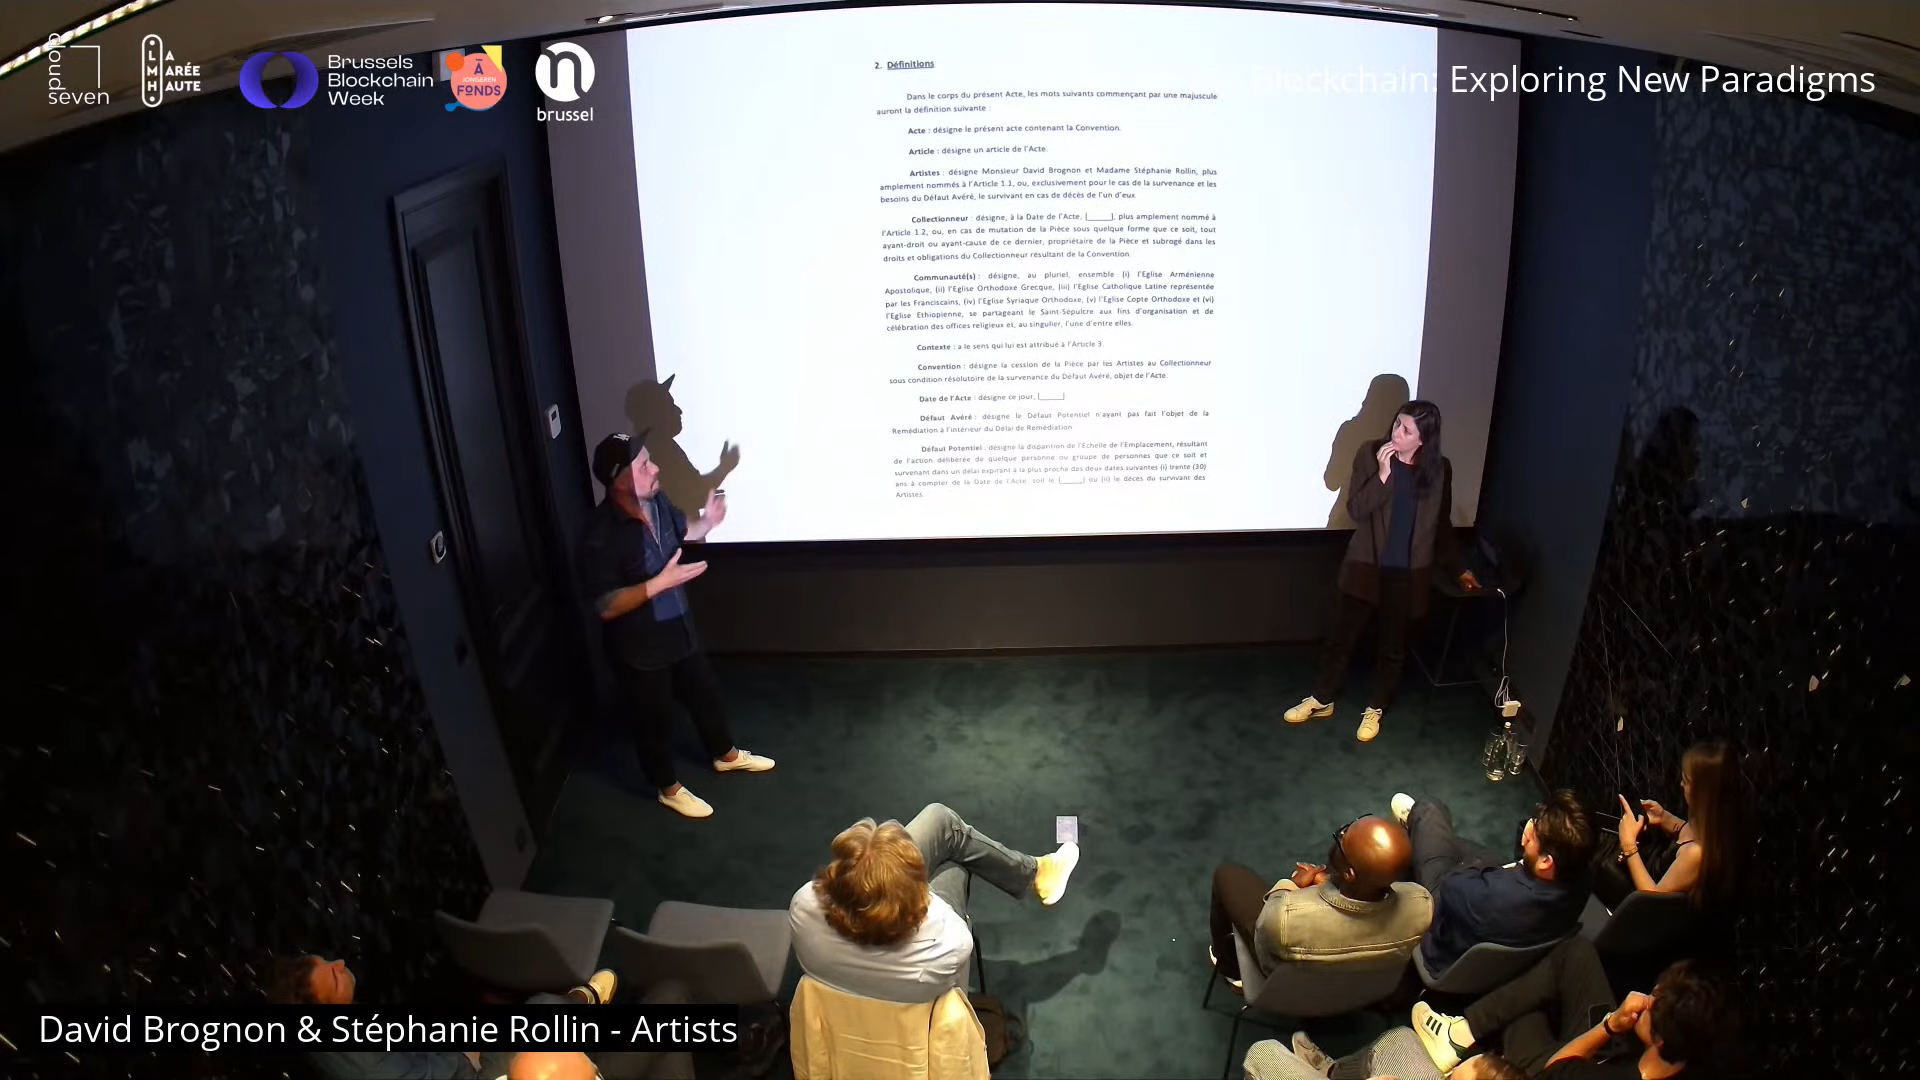 cloud
seven
LMH
LA
MARÉE
HAUTE
Brussels
Blockchain
Week
À
JONGEREN
FONDS
n
brussel
Blockchain: Exploring New Paradigms
2. Définitions
Dans le corps du présent Acte, les mots suivants commençant par une majuscule
auront la définition suivante :
Acte : désigne le présent acte contenant la Convention.
Article : désigne un article de l'Acte.
Artistes : désigne Monsieur David Brognon et Madame Stéphanie Rollin, plus
amplement nommés à l'Article 1.1, ou, exclusivement pour le cas de la survenance et les
besoins du Défaut Avéré, le survivant en cas de décès de l'un d'eux.
Collectionneur : désigne, à la Date de l'Acte, [______], plus amplement nommé à
l'Article 1.2, ou, en cas de mutation de la Pièce sous quelque forme que ce soit, tout
ayant-droit ou ayant-cause de ce dernier, propriétaire de la Pièce et subrogé dans les
droits et obligations du Collectionneur résultant de la Convention.
Communauté(s) : désigne, au pluriel, ensemble (i) l'Eglise Arménienne
Apostolique, (ii) l'Eglise Orthodoxe Grecque, (iii) l'Eglise Catholique Latine représentée
par les Franciscains, (iv) l'Eglise Syriaque Orthodoxe, (v) l'Eglise Copte Orthodoxe et (vi)
l'Eglise Ethiopienne, se partageant le Saint-Sépulcre aux fins d'organisation et de
célébration des offices religieux et, au singulier, l'une d'entre elles.
Contexte : a le sens qui lui est attribué à l'Article 3.
Convention : désigne la cession de la Pièce par les Artistes au Collectionneur
sous condition résolutoire de la survenance du Défaut Avéré, objet de l'Acte.
Date de l'Acte : désigne ce jour, [______]
Défaut Avéré : désigne le Défaut Potentiel n'ayant pas fait l'objet de la
Remédiation à l'intérieur du Délai de Remédiation.
Défaut Potentiel : désigne la disparition de l'Echelle de l'Emplacement, résultant
de l'action délibérée de quelque personne ou groupe de personnes que ce soit et
survenant dans un délai expirant à la plus proche des deux dates suivantes (i) trente (30)
ans à compter de la Date de l'Acte, soit le [______] ou (ii) le décès du survivant des
Artistes.
David Brognon & Stéphanie Rollin - Artists